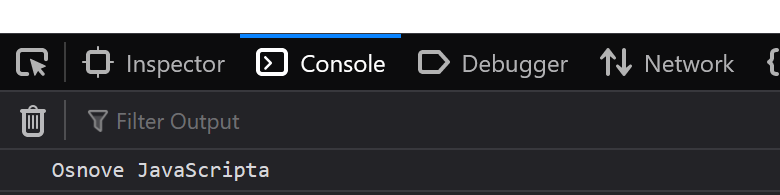 Inspector Console Debugger Network {
Filter Output
Osnove JavaScripta